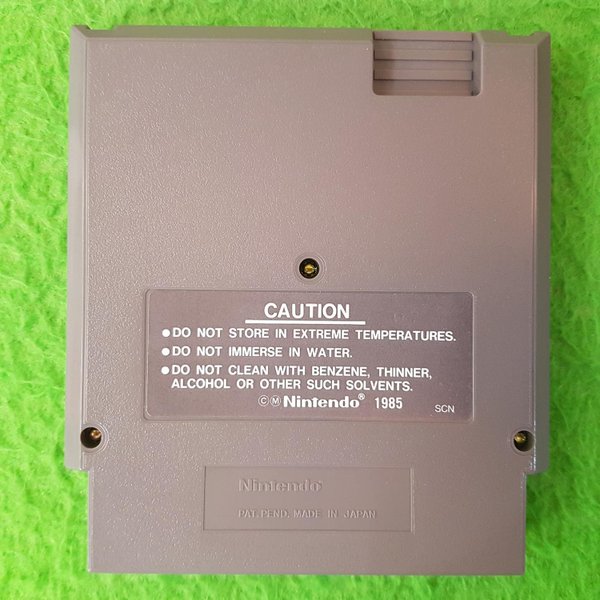 CAUTION
●DO NOT STORE IN EXTREME TEMPERATURES.
●DO NOT IMMERSE IN WATER.
●DO NOT CLEAN WITH BENZENE, THINNER,
ALCOHOL OR OTHER SUCH SOLVENTS.
©Ⓜ Nintendo® 1985 SCN
Nintendo®
PAT. PEND. MADE IN JAPAN